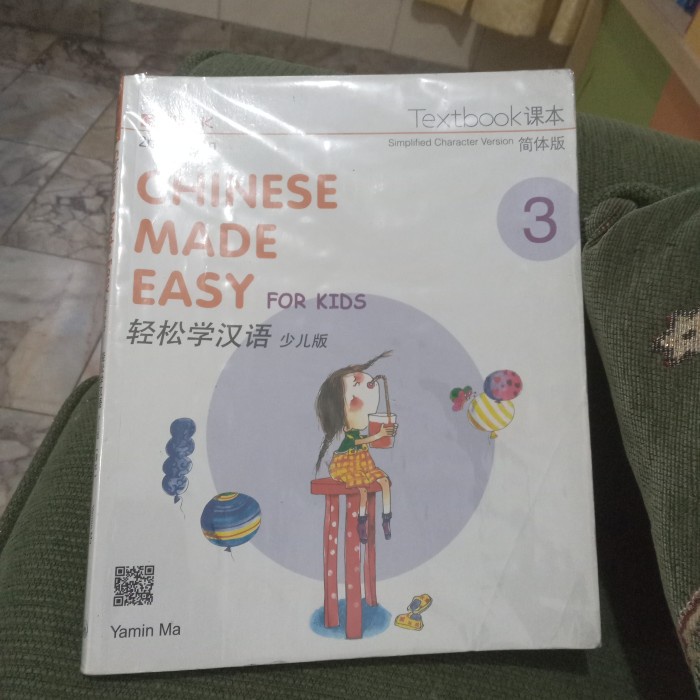 Textbook课本
Simplified Character Version 简体版
CHINESE
MADE
EASY FOR KIDS
3
轻松学汉语 少儿版
Yamin Ma